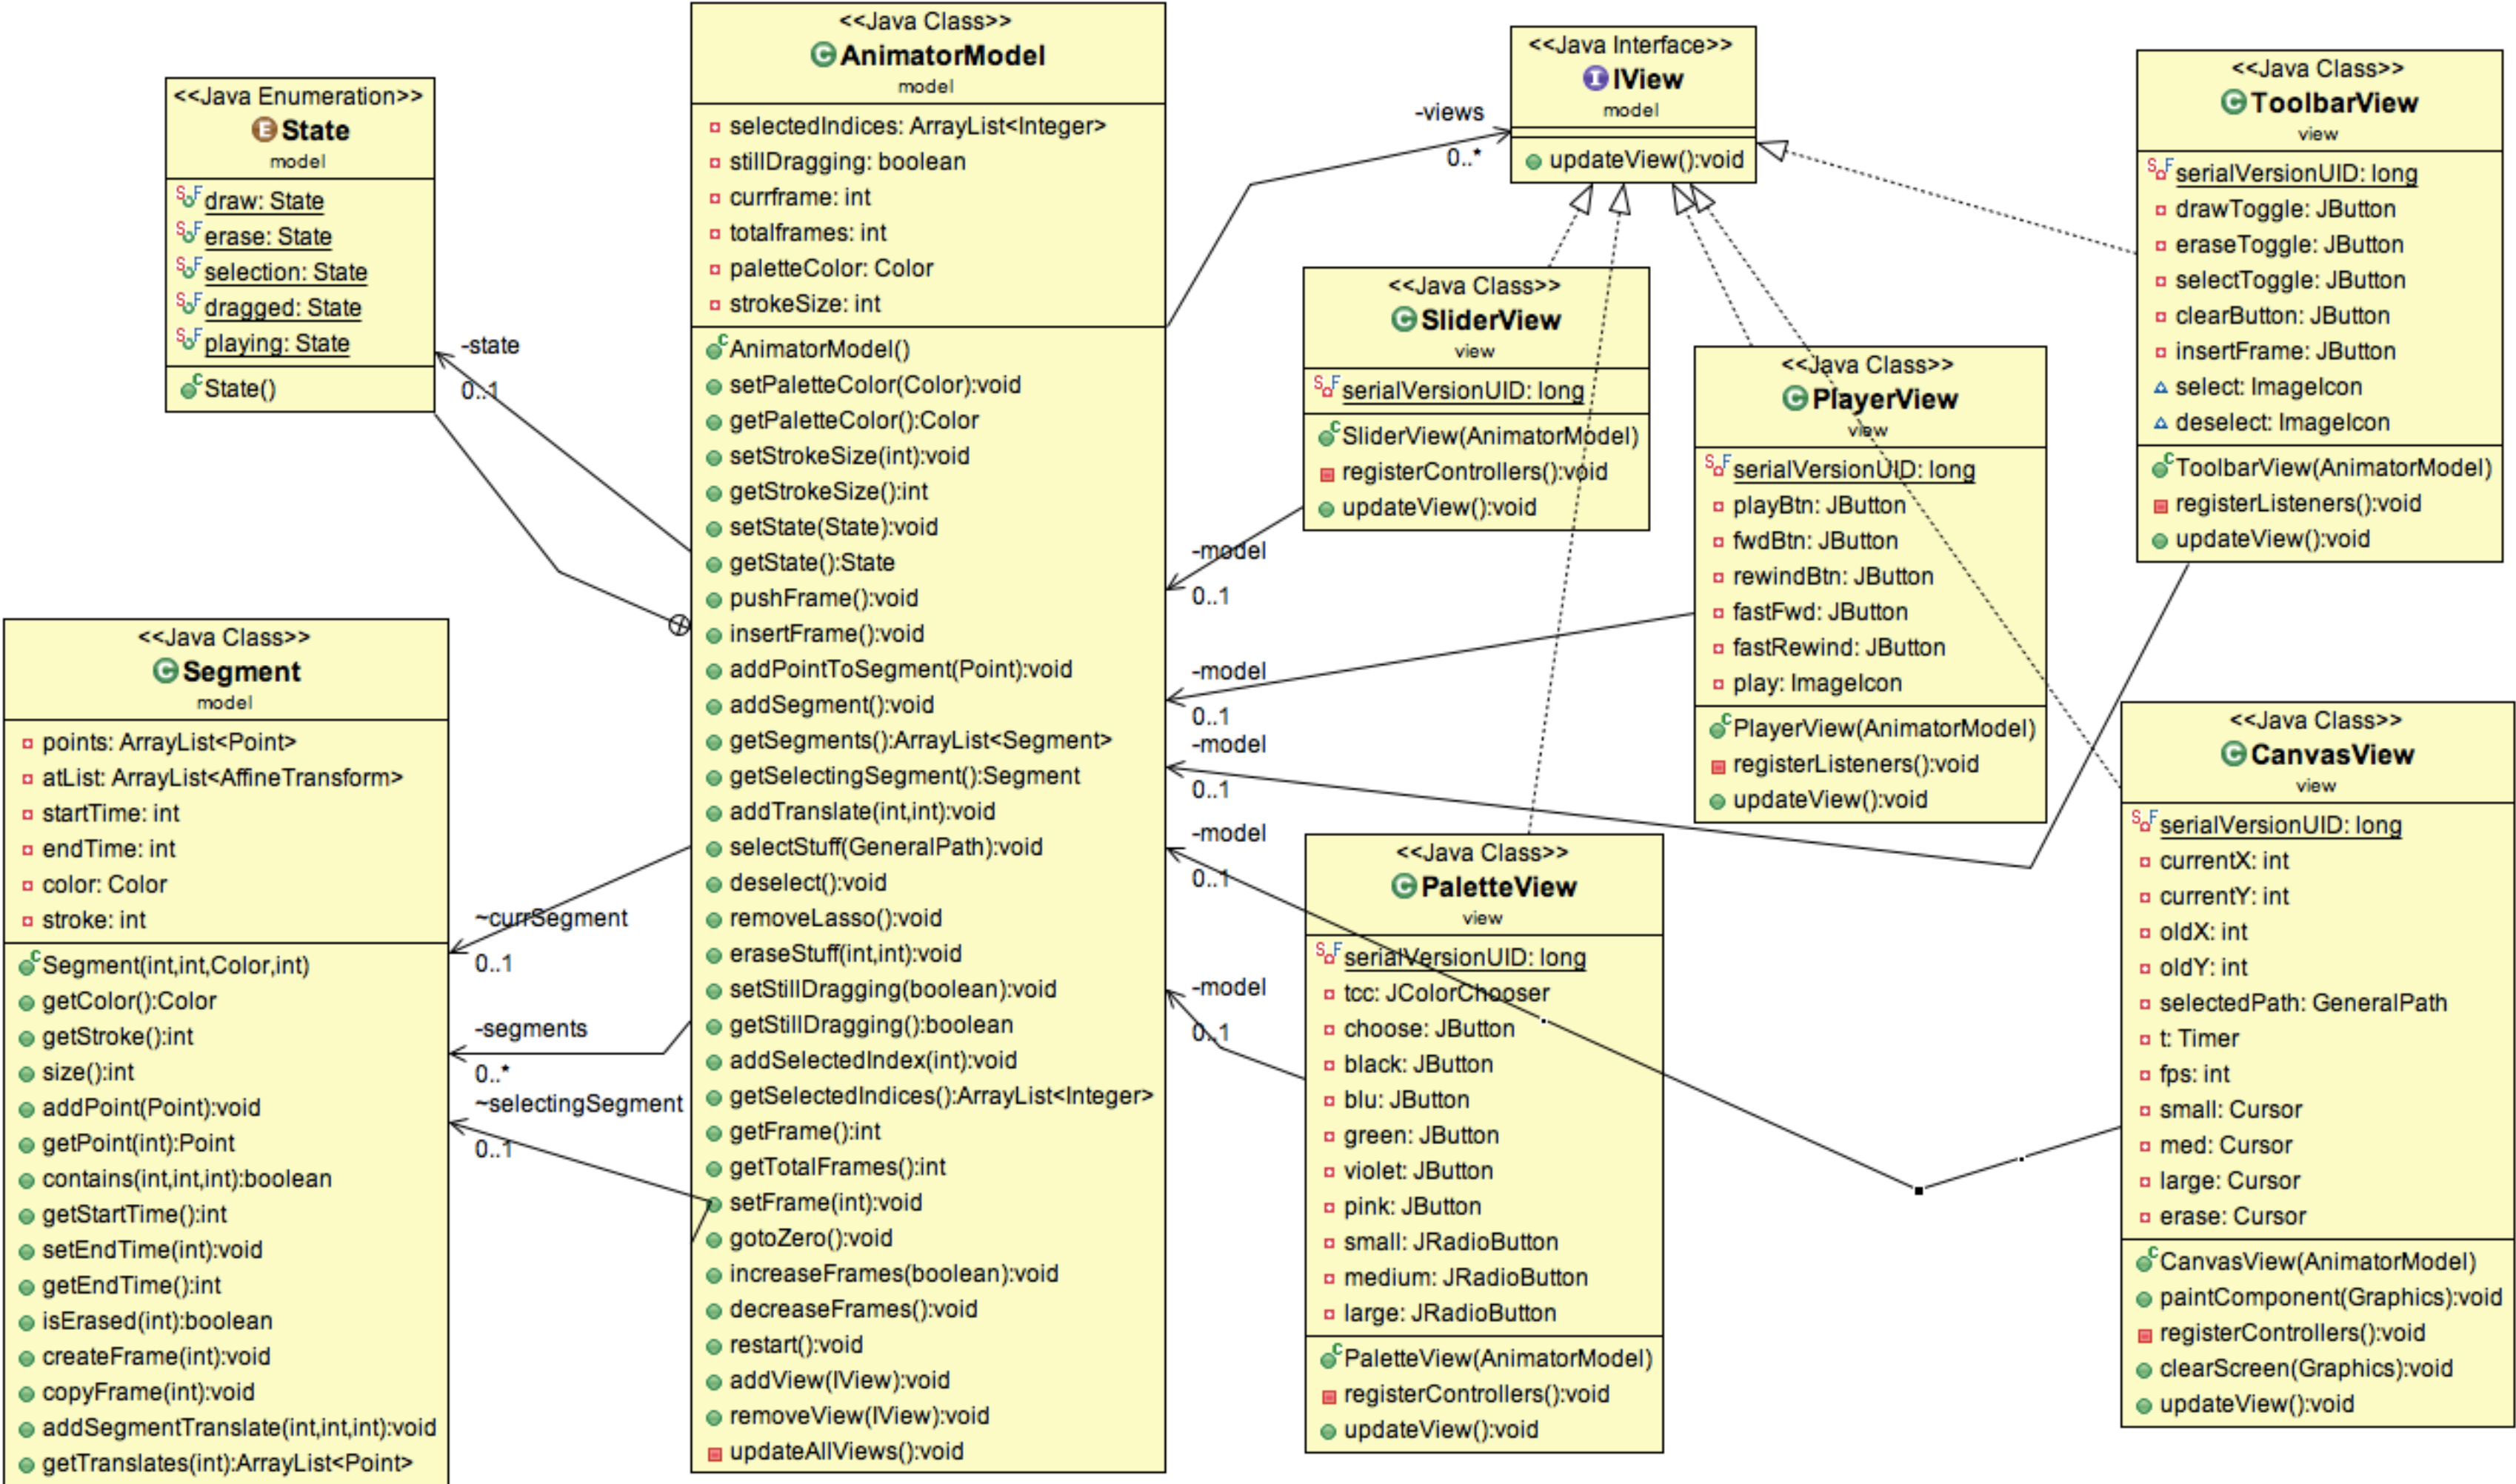 <<Java Enumeration>>
State
model
draw: State
erase: State
selection: State
dragged: State
playing: State
State()
-state
0..1
<<Java Class>>
Segment
model
points: ArrayList<Point>
atList: ArrayList<AffineTransform>
startTime: int
endTime: int
color: Color
stroke: int
Segment(int,int,Color,int)
getColor():Color
getStroke():int
size():int
addPoint(Point):void
getPoint(int):Point
contains(int,int,int):boolean
getStartTime():int
setEndTime(int):void
getEndTime():int
isErased(int):boolean
createFrame(int):void
copyFrame(int):void
addSegmentTranslate(int,int,int):void
getTranslates(int):ArrayList<Point>
~currSegment
0..1
-segments
0..*
~selectingSegment
0..1
<<Java Class>>
AnimatorModel
model
selectedIndices: ArrayList<Integer>
stillDragging: boolean
currframe: int
totalframes: int
paletteColor: Color
strokeSize: int
AnimatorModel()
setPaletteColor(Color):void
getPaletteColor():Color
setStrokeSize(int):void
getStrokeSize():int
setState(State):void
getState():State
pushFrame():void
insertFrame():void
addPointToSegment(Point):void
addSegment():void
getSegments():ArrayList<Segment>
getSelectingSegment():Segment
addTranslate(int,int):void
selectStuff(GeneralPath):void
deselect():void
removeLasso():void
eraseStuff(int,int):void
setStillDragging(boolean):void
getStillDragging():boolean
addSelectedIndex(int):void
getSelectedIndices():ArrayList<Integer>
getFrame():int
getTotalFrames():int
setFrame(int):void
gotoZero():void
increaseFrames(boolean):void
decreaseFrames():void
restart():void
addView(IView):void
removeView(IView):void
updateAllViews():void
-views
0..*
<<Java Interface>>
IView
model
updateView():void
<<Java Class>>
SliderView
view
serialVersionUID: long
SliderView(AnimatorModel)
registerControllers():void
updateView():void
-model
0..1
-model
0..1
-model
0..1
-model
0..1
-model
0..1
<<Java Class>>
PlayerView
view
serialVersionUID: long
playBtn: JButton
fwdBtn: JButton
rewindBtn: JButton
fastFwd: JButton
fastRewind: JButton
play: ImageIcon
PlayerView(AnimatorModel)
registerListeners():void
updateView():void
<<Java Class>>
PaletteView
view
serialVersionUID: long
tcc: JColorChooser
choose: JButton
black: JButton
blu: JButton
green: JButton
violet: JButton
pink: JButton
small: JRadioButton
medium: JRadioButton
large: JRadioButton
PaletteView(AnimatorModel)
registerControllers():void
updateView():void
<<Java Class>>
ToolbarView
view
serialVersionUID: long
drawToggle: JButton
eraseToggle: JButton
selectToggle: JButton
clearButton: JButton
insertFrame: JButton
select: ImageIcon
deselect: ImageIcon
ToolbarView(AnimatorModel)
registerListeners():void
updateView():void
<<Java Class>>
CanvasView
view
serialVersionUID: long
currentX: int
currentY: int
oldX: int
oldY: int
selectedPath: GeneralPath
t: Timer
fps: int
small: Cursor
med: Cursor
large: Cursor
erase: Cursor
CanvasView(AnimatorModel)
paintComponent(Graphics):void
registerControllers():void
clearScreen(Graphics):void
updateView():void